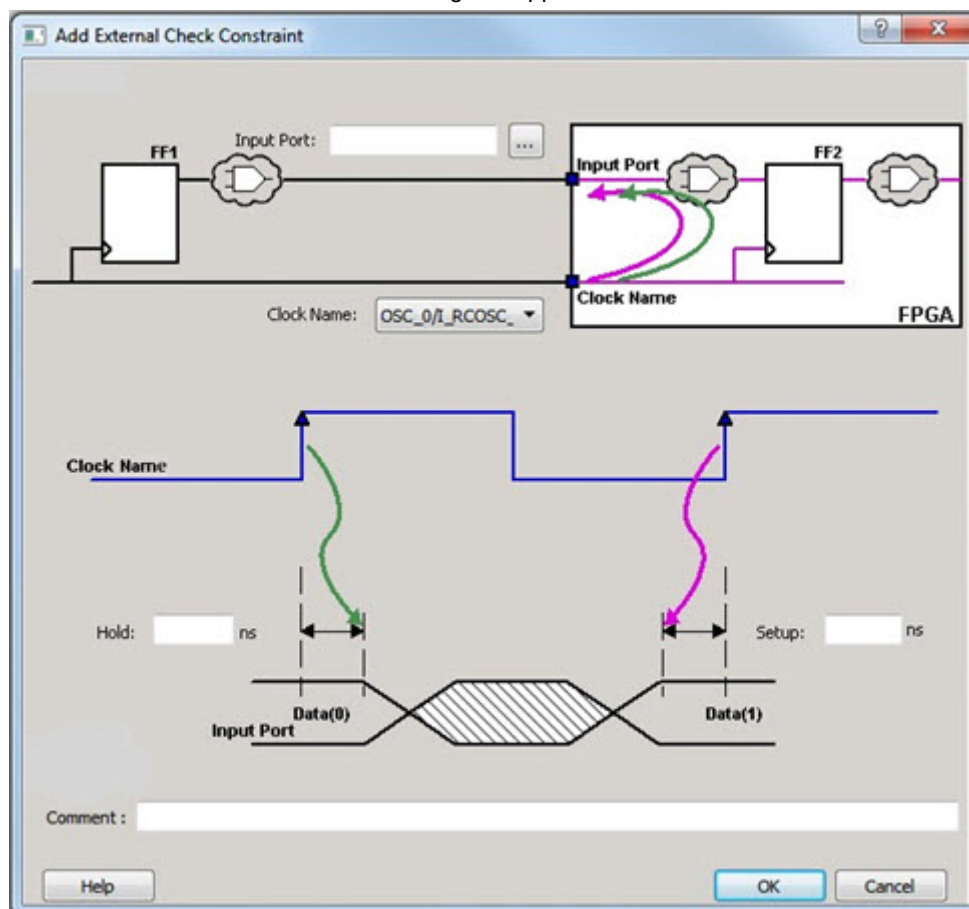 Add External Check Constraint
FF1
Input Port:
...
Input Port
FF2
Clock Name
FPGA
Clock Name:
OSC_0/I_RCOSC_
Clock Name
Hold:
ns
Setup:
ns
Data(0)
Data(1)
Input Port
Comment :
Help
OK
Cancel